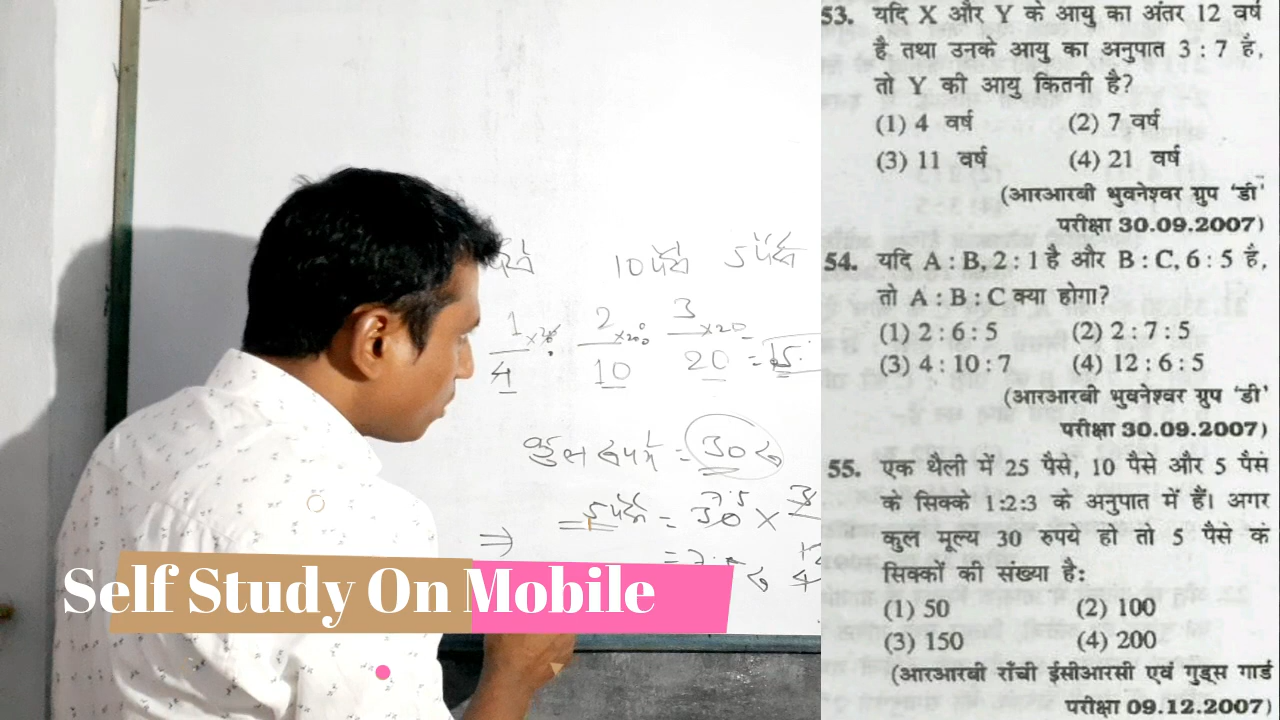 10 पैसे 5 पैसे
1 2 3
4 10 20
कुल रुपये = 30 रु
5 पैसे = 30 ×
Self Study On Mobile
53. यदि X और Y के आयु का अंतर 12 वर्ष
है तथा उनके आयु का अनुपात 3 : 7 है,
तो Y की आयु कितनी है?
(1) 4 वर्ष (2) 7 वर्ष
(3) 11 वर्ष (4) 21 वर्ष
(आरआरबी भुवनेश्वर ग्रुप ‘डी’
परीक्षा 30.09.2007)
54. यदि A : B, 2 : 1 है और B : C, 6 : 5 है,
तो A : B : C क्या होगा?
(1) 2 : 6 : 5 (2) 2 : 7 : 5
(3) 4 : 10 : 7 (4) 12 : 6 : 5
(आरआरबी भुवनेश्वर ग्रुप ‘डी’
परीक्षा 30.09.2007)
55. एक थैली में 25 पैसे, 10 पैसे और 5 पैसे
के सिक्के 1:2:3 के अनुपात में हैं। अगर
कुल मूल्य 30 रुपये हो तो 5 पैसे के
सिक्कों की संख्या है:
(1) 50 (2) 100
(3) 150 (4) 200
(आरआरबी राँची ईसीआरसी एवं गुड्स गार्ड
परीक्षा 09.12.2007)